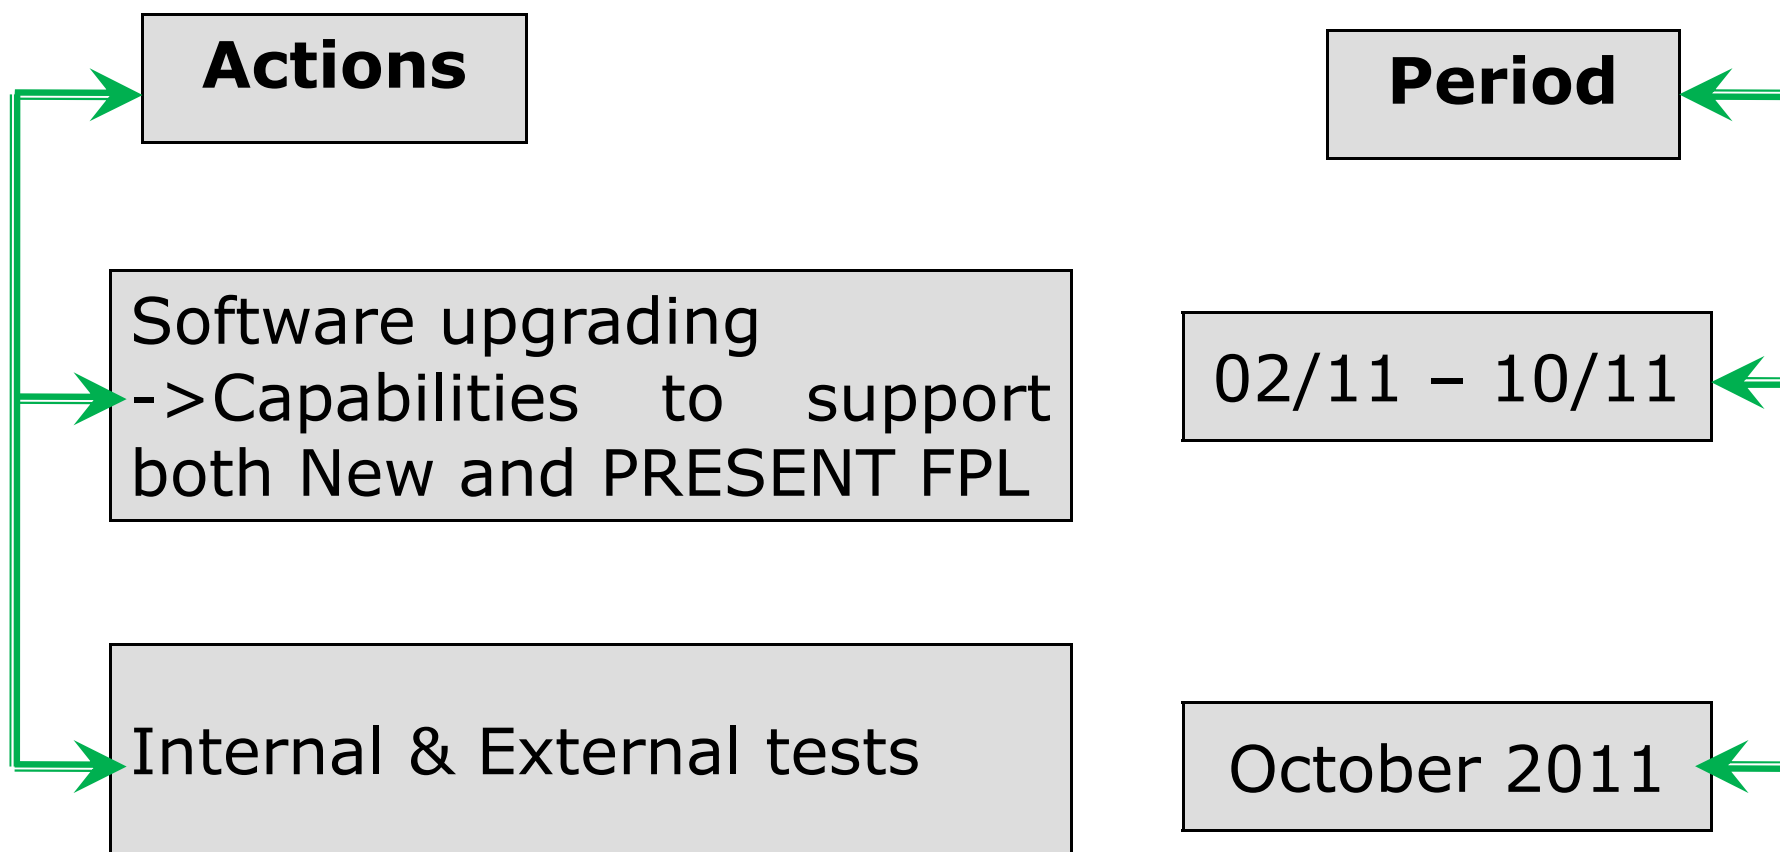 Actions
Period
Software upgrading
->Capabilities to support
both New and PRESENT FPL
02/11 – 10/11
Internal & External tests
October 2011